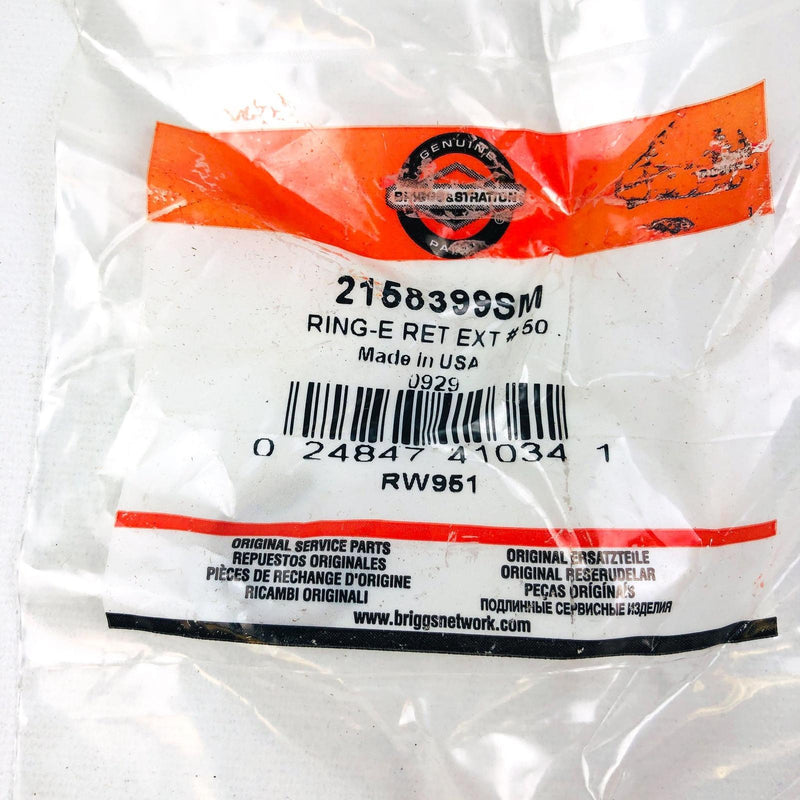 GENUINE
BRIGGS&STRATTON
PARTS
2158399SM
RING-E RET EXT #50
Made in USA
0929
0 24847 41034 1
RW951
ORIGINAL SERVICE PARTS
REPUESTOS ORIGINALES
PIÈCES DE RECHANGE D'ORIGINE
RICAMBI ORIGINALI
ORIGINAL ERSATZTEILE
ORIGINAL RESERUDELAR
PEÇAS ORÍGÍNAÍS
ПОДЛИННЫЕ СЕРВИСНЫЕ ИЗДЕЛИЯ
www.briggsnetwork.com